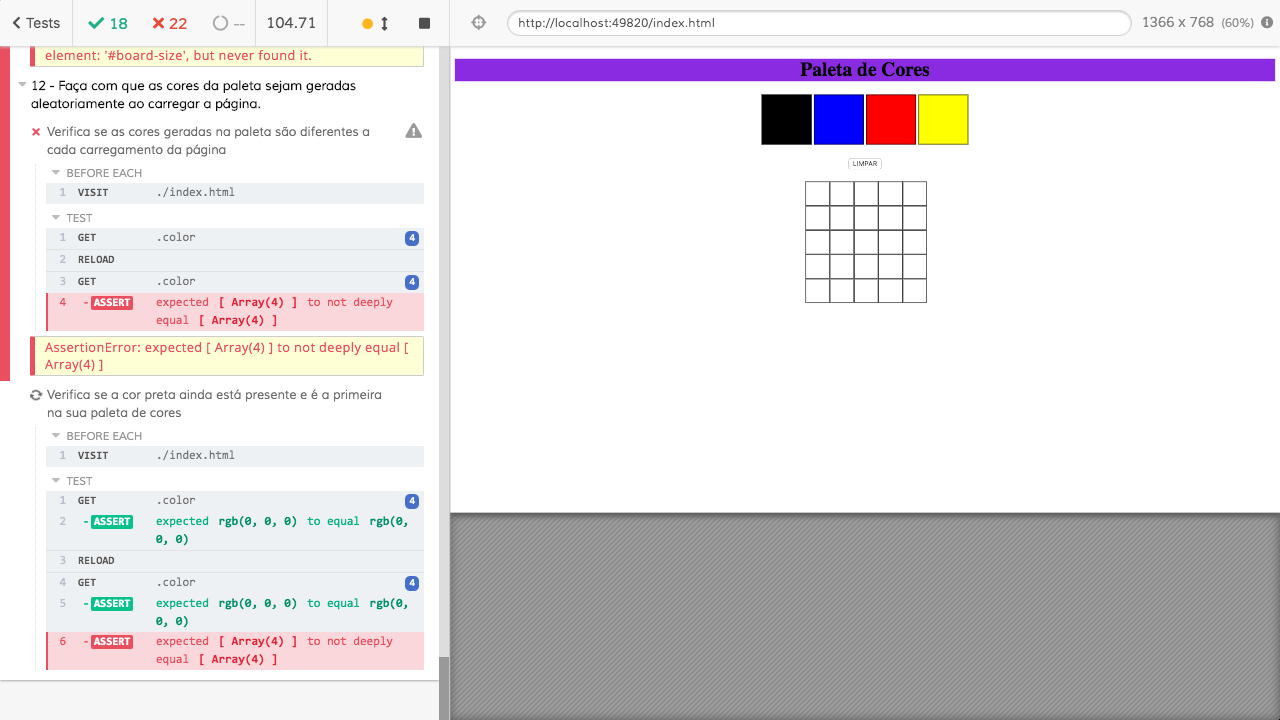 Tests
18
22
--
104.71
http://localhost:49820/index.html
1366 x 768 (60%)
element: '#board-size', but never found it.
12 - Faça com que as cores da paleta sejam geradas
aleatoriamente ao carregar a página.
Verifica se as cores geradas na paleta são diferentes a
cada carregamento da página
BEFORE EACH
1 VISIT ./index.html
TEST
1 GET .color 4
2 RELOAD
3 GET .color 4
4 -ASSERT expected [ Array(4) ] to not deeply
equal [ Array(4) ]
AssertionError: expected [ Array(4) ] to not deeply equal [
Array(4) ]
Verifica se a cor preta ainda está presente e é a primeira
na sua paleta de cores
BEFORE EACH
1 VISIT ./index.html
TEST
1 GET .color 4
2 -ASSERT expected rgb(0, 0, 0) to equal rgb(0,
0, 0)
3 RELOAD
4 GET .color 4
5 -ASSERT expected rgb(0, 0, 0) to equal rgb(0,
0, 0)
6 -ASSERT expected [ Array(4) ] to not deeply
equal [ Array(4) ]
Paleta de Cores
LIMPAR